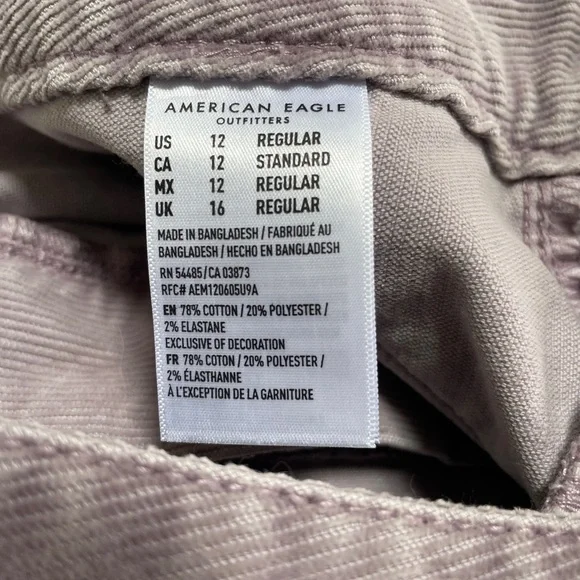 AMERICAN EAGLE
OUTFITTERS
US 12 REGULAR
CA 12 STANDARD
MX 12 REGULAR
UK 16 REGULAR
MADE IN BANGLADESH / FABRIQUÉ AU
BANGLADESH / HECHO EN BANGLADESH
RN 54485/CA 03873
RFC# AEM120605U9A
EN 78% COTTON / 20% POLYESTER /
2% ELASTANE
EXCLUSIVE OF DECORATION
FR 78% COTON / 20% POLYESTER /
2% ÉLASTHANNE
À L'EXCEPTION DE LA GARNITURE